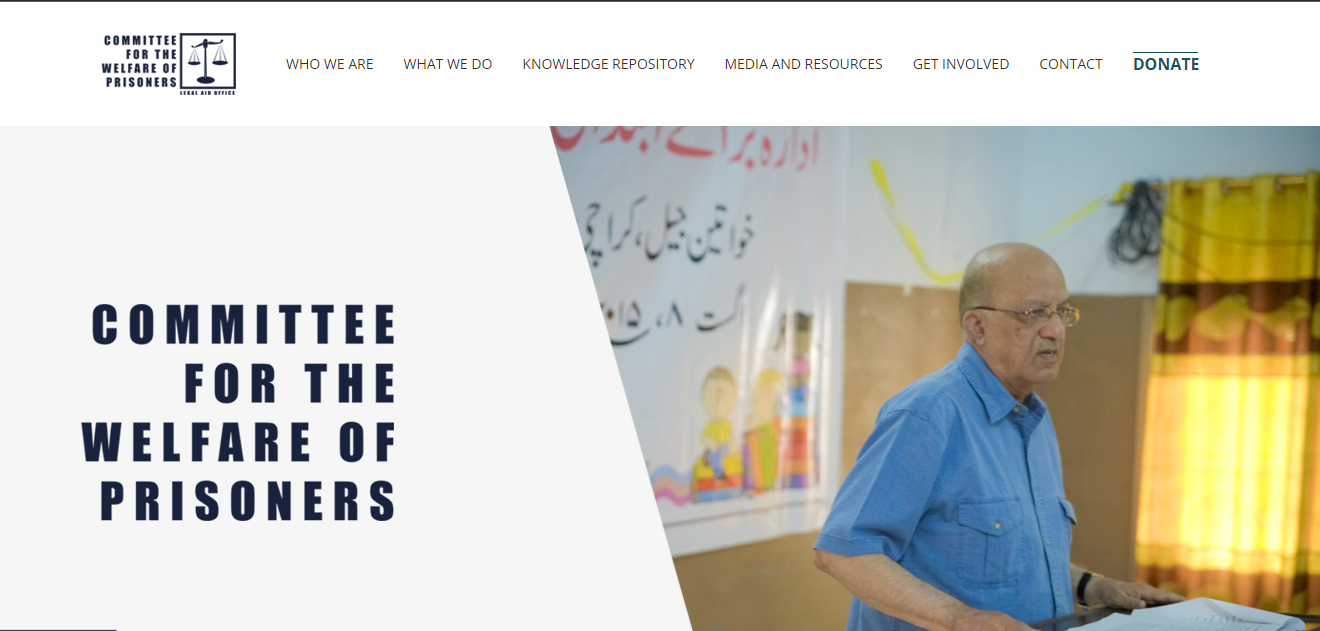 COMMITTEE
FOR THE
WELFARE OF
PRISONERS
LEGAL AID OFFICE
WHO WE ARE
WHAT WE DO
KNOWLEDGE REPOSITORY
MEDIA AND RESOURCES
GET INVOLVED
CONTACT
DONATE
COMMITTEE
FOR THE
WELFARE OF
PRISONERS
ادارہ برائے ابتدائی
خواتین جیل، کراچی
اگست ۸، ۲۰۱۵